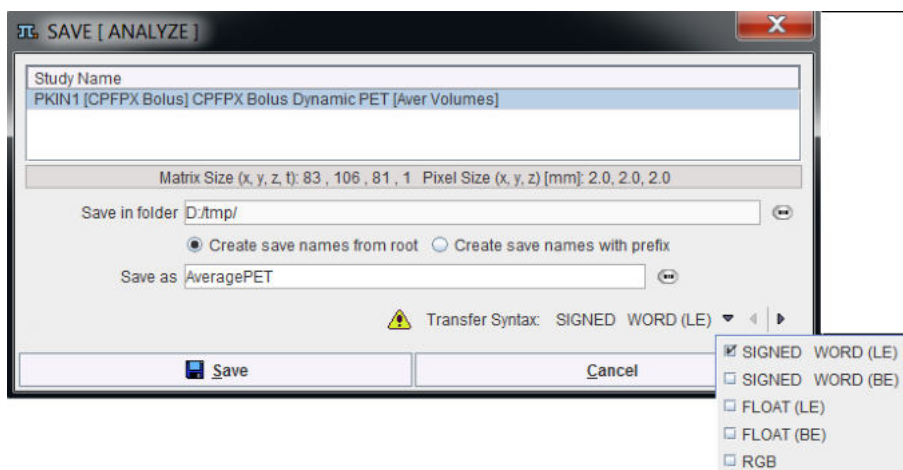 SAVE [ ANALYZE ]
Study Name
PKIN1 [CPFPX Bolus] CPFPX Bolus Dynamic PET [Aver Volumes]
Matrix Size (x, y, z, t): 83 , 106 , 81 , 1 Pixel Size (x, y, z) [mm]: 2.0, 2.0, 2.0
Save in folder D:/tmp/
Create save names from root Create save names with prefix
Save as AveragePET
Transfer Syntax: SIGNED WORD (LE)
Save Cancel
SIGNED WORD (LE)
SIGNED WORD (BE)
FLOAT (LE)
FLOAT (BE)
RGB